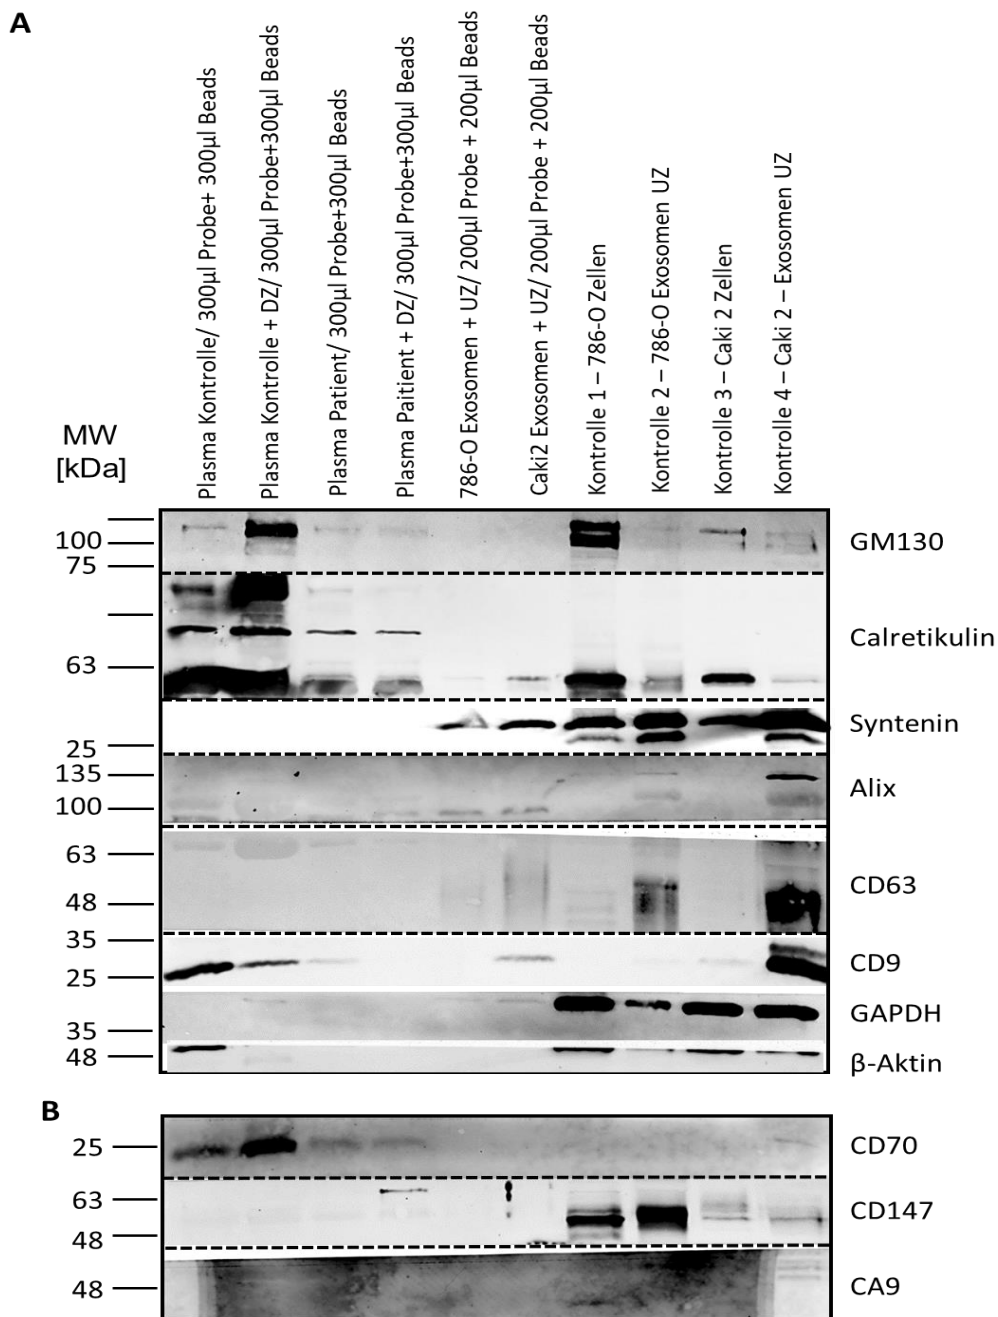 A
Plasma Kontrolle/ 300µl Probe+ 300µl Beads
Plasma Kontrolle + DZ/ 300µl Probe+300µl Beads
Plasma Patient/ 300µl Probe+300µl Beads
Plasma Paitient + DZ/ 300µl Probe+300µl Beads
786-O Exosomen + UZ/ 200µl Probe + 200µl Beads
Caki2 Exosomen + UZ/ 200µl Probe + 200µl Beads
Kontrolle 1 – 786-O Zellen
Kontrolle 2 – 786-O Exosomen UZ
Kontrolle 3 – Caki 2 Zellen
Kontrolle 4 – Caki 2 – Exosomen UZ
MW
[kDa]
100
75
GM130
63
Calretikulin
25
Syntenin
135
100
Alix
63
48
CD63
35
25
CD9
35
GAPDH
48
β-Aktin
B
25
CD70
63
48
CD147
48
CA9